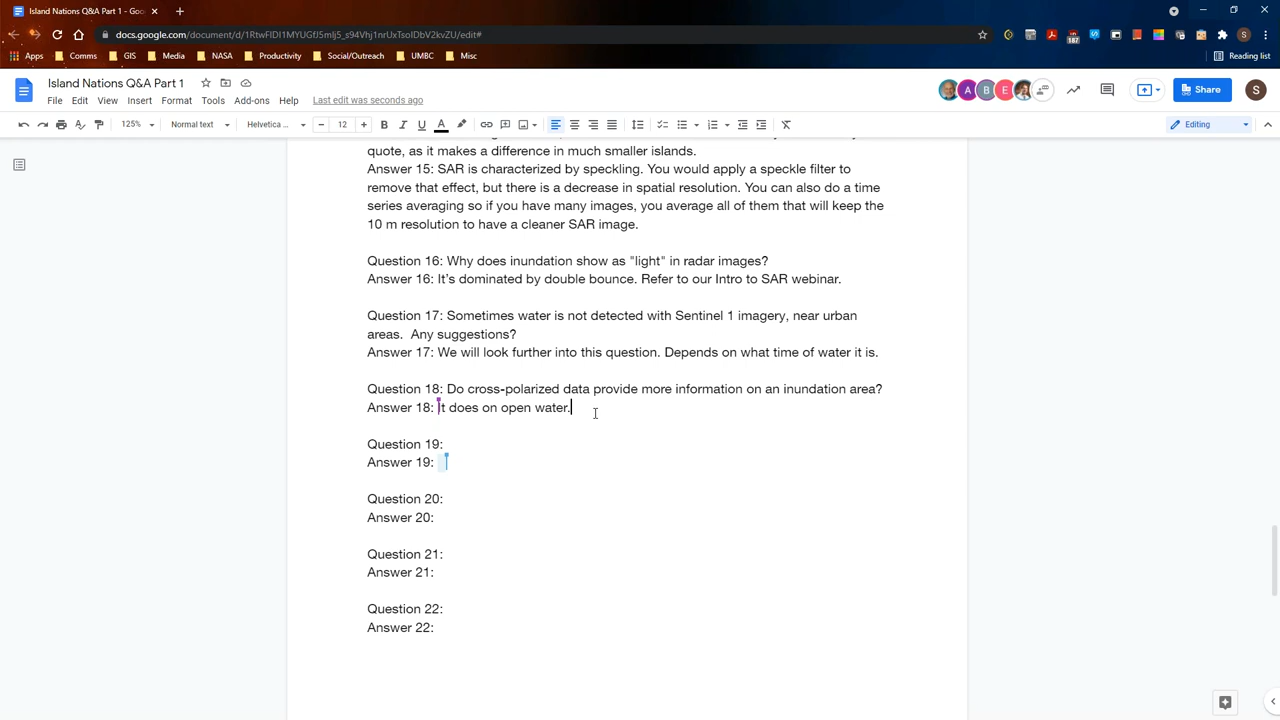 Island Nations Q&A Part 1 - Goo
docs.google.com/document/d/1RtwFIDI1MYUGfJ5mIj5_s94Vhj1nrUxTsoIDbV2kvZU/edit#
Apps Comms GIS Media NASA Productivity Social/Outreach UMBC Misc Reading list
Island Nations Q&A Part 1
File Edit View Insert Format Tools Add-ons Help Last edit was seconds ago
A B E Share S
125% Normal text Helvetica ... 12 B I U A Editing
quote, as it makes a difference in much smaller islands.
Answer 15: SAR is characterized by speckling. You would apply a speckle filter to
remove that effect, but there is a decrease in spatial resolution. You can also do a time
series averaging so if you have many images, you average all of them that will keep the
10 m resolution to have a cleaner SAR image.
Question 16: Why does inundation show as "light" in radar images?
Answer 16: It's dominated by double bounce. Refer to our Intro to SAR webinar.
Question 17: Sometimes water is not detected with Sentinel 1 imagery, near urban
areas. Any suggestions?
Answer 17: We will look further into this question. Depends on what time of water it is.
Question 18: Do cross-polarized data provide more information on an inundation area?
Answer 18: It does on open water.
Question 19:
Answer 19:
Question 20:
Answer 20:
Question 21:
Answer 21:
Question 22:
Answer 22: